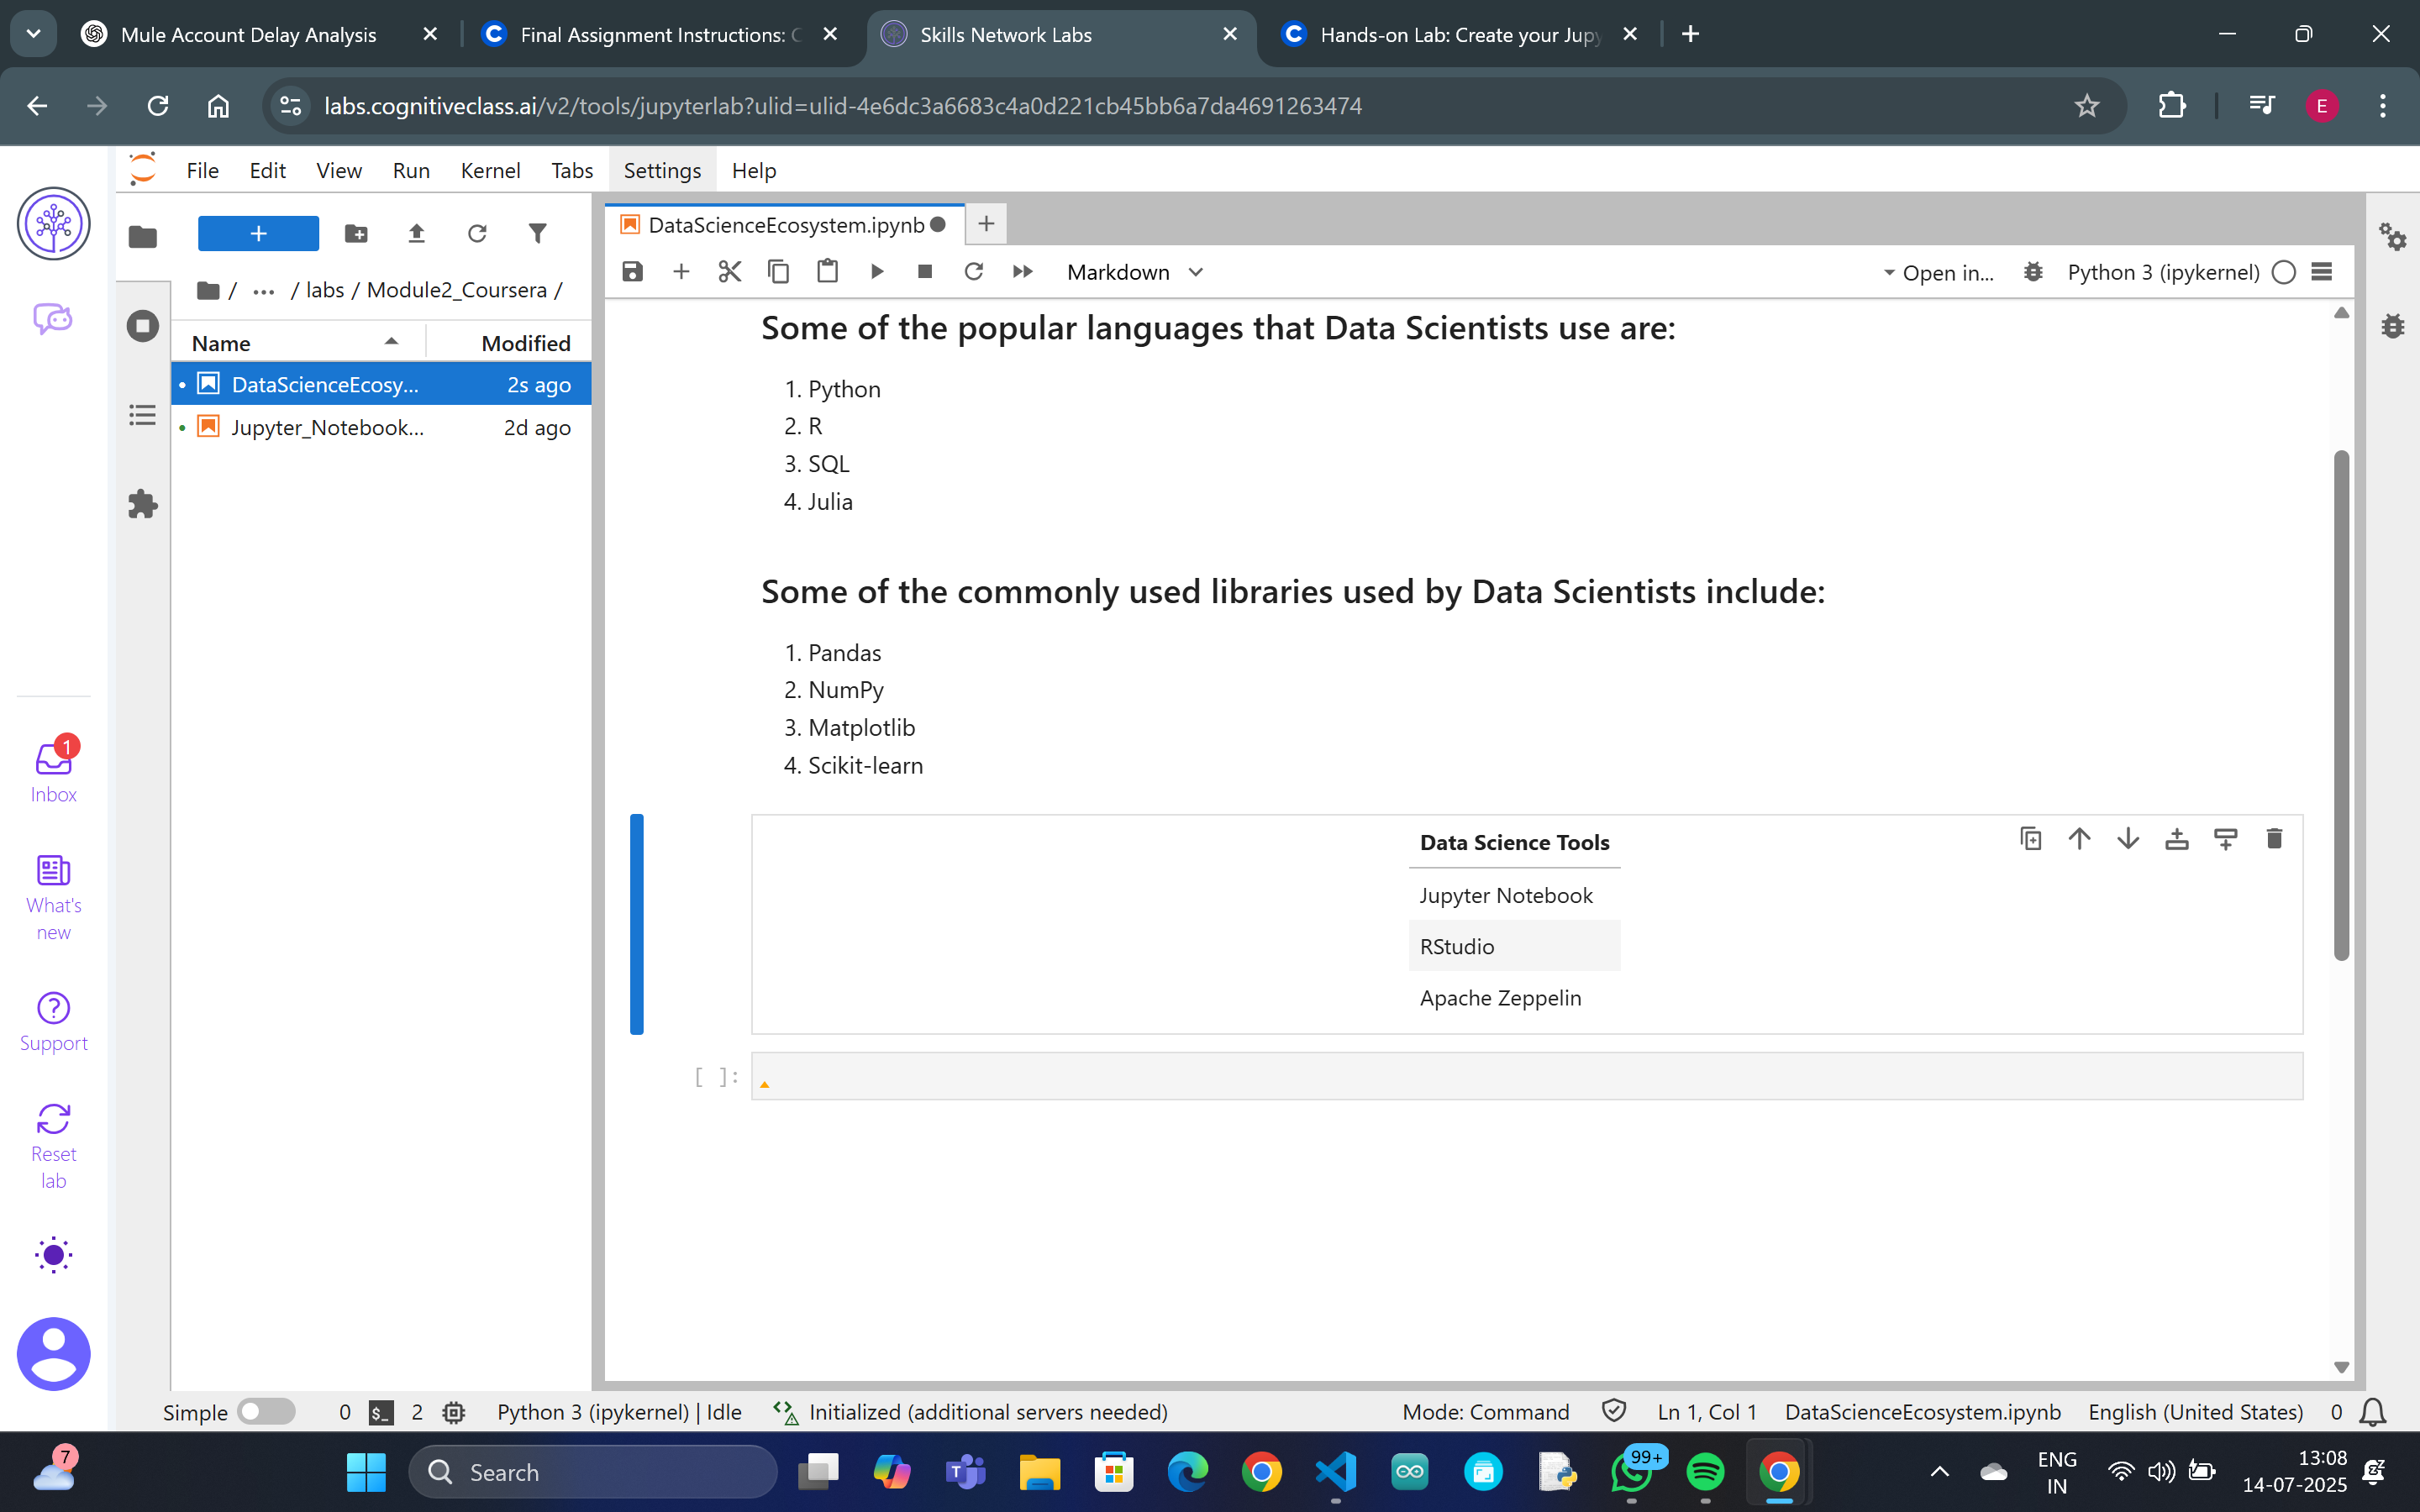 Mule Account Delay Analysis
Final Assignment Instructions: C
Skills Network Labs
Hands-on Lab: Create your Jupy
labs.cognitiveclass.ai/v2/tools/jupyterlab?ulid=ulid-4e6dc3a6683c4a0d221cb45bb6a7da4691263474
E
File Edit View Run Kernel Tabs Settings Help
DataScienceEcosystem.ipynb
Markdown
Open in...
Python 3 (ipykernel)
/ ... / labs / Module2_Coursera /
Name Modified
DataScienceEcosy... 2s ago
Jupyter_Notebook... 2d ago
Some of the popular languages that Data Scientists use are:
1. Python
2. R
3. SQL
4. Julia
Some of the commonly used libraries used by Data Scientists include:
1. Pandas
2. NumPy
3. Matplotlib
4. Scikit-learn
Data Science Tools
Jupyter Notebook
RStudio
Apache Zeppelin
[ ]:
1
Inbox
What's
new
Support
Reset
lab
Simple 0 $_ 2 Python 3 (ipykernel) | Idle Initialized (additional servers needed) Mode: Command Ln 1, Col 1 DataScienceEcosystem.ipynb English (United States) 0
7
Search
T
99+
ENG
IN
13:08
14-07-2025